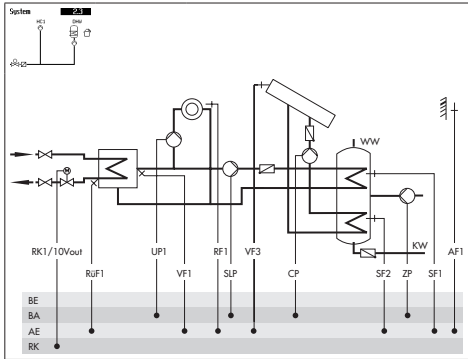 System 2.3
HC1 DHW
WW
KW
RK1/10Vout UP1 RF1 VF3 AF1
RüF1 VF1 SLP CP SF2 ZP SF1
BE
BA
AE
RK